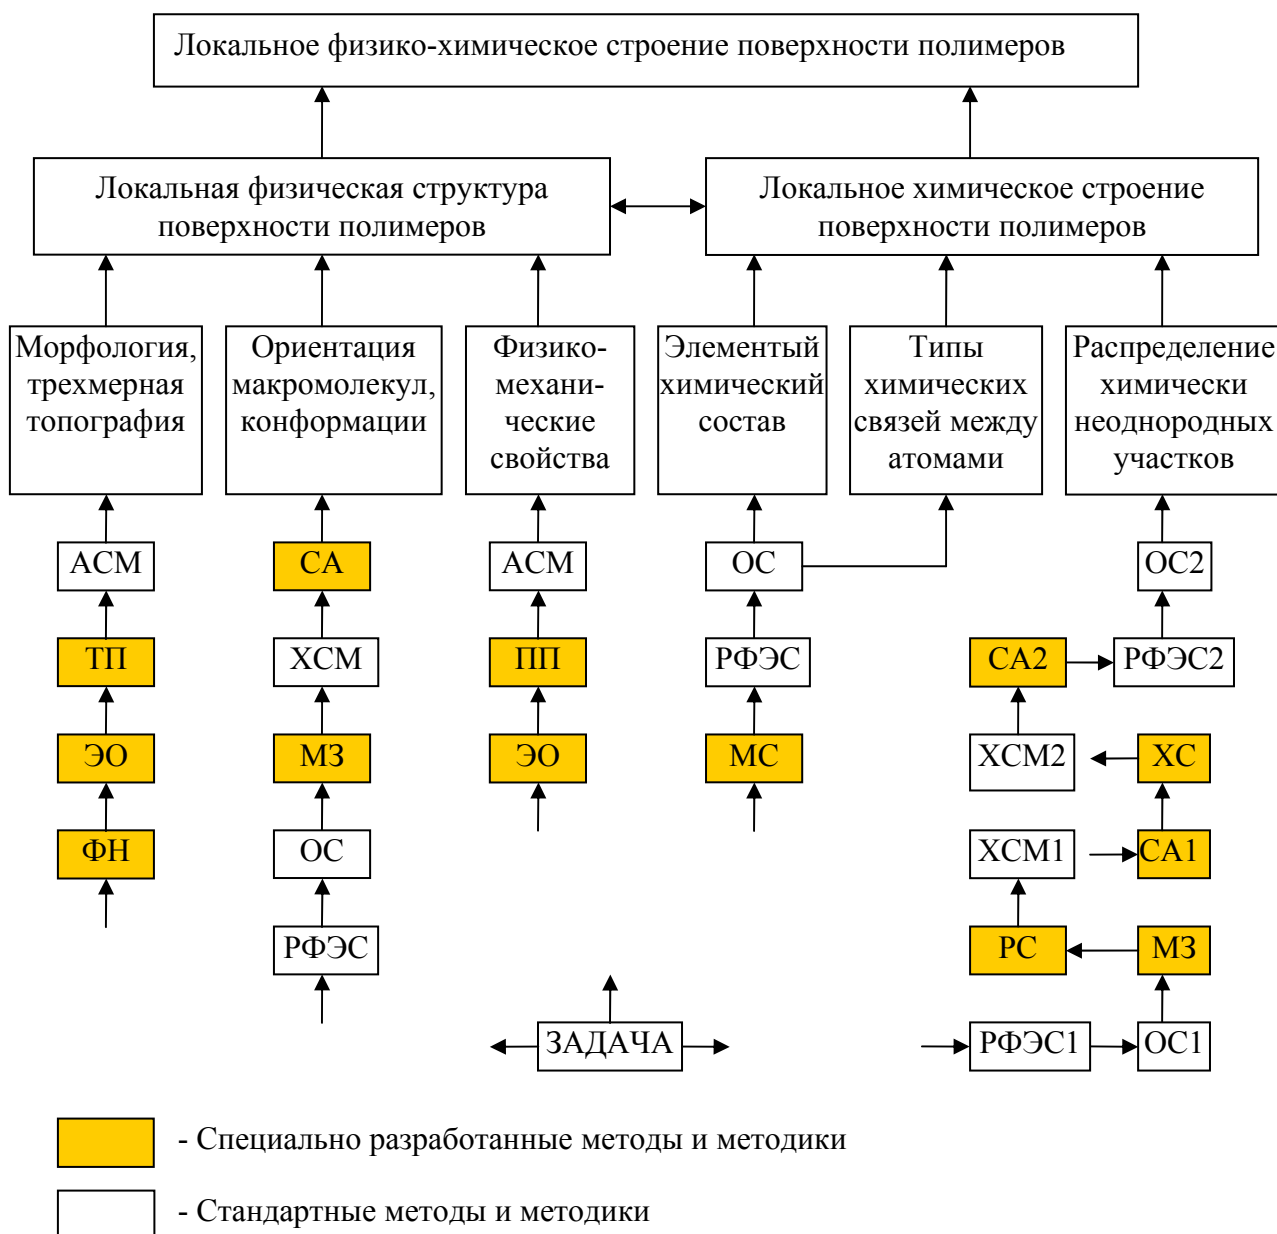 Локальное физико-химическое строение поверхности полимеров
Локальная физическая структура
поверхности полимеров
Локальное химическое строение
поверхности полимеров
Морфология,
трехмерная
топография
Ориентация
макромолекул,
конформации
Физико-
механи-
ческие
свойства
Элементый
химический
состав
Типы
химических
связей между
атомами
Распределение
химически
неоднородных
участков
АСМ
СА
АСМ
ОС
ОС2
ТП
ХСМ
ПП
РФЭС
СА2
РФЭС2
ЭО
МЗ
ЭО
МС
ХСМ2
ХС
ФН
ОС
ХСМ1
СА1
РФЭС
РС
МЗ
ЗАДАЧА
РФЭС1
ОС1
- Специально разработанные методы и методики
- Стандартные методы и методики